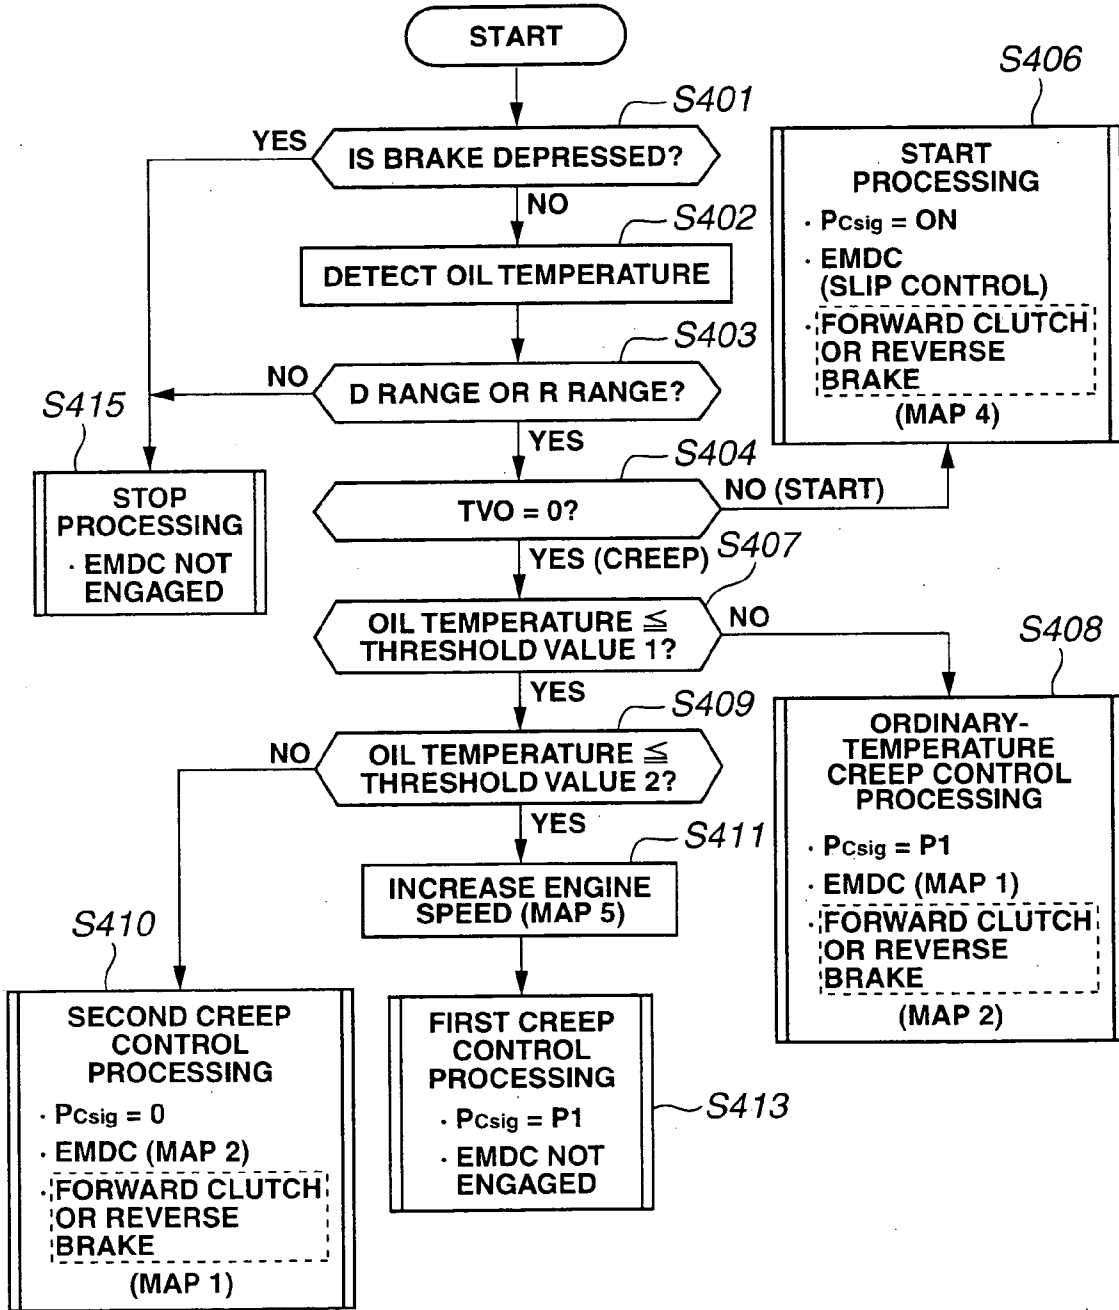 START
S401
YES
IS BRAKE DEPRESSED?
NO
S402
DETECT OIL TEMPERATURE
S403
NO
D RANGE OR R RANGE?
YES
S404
TVO = 0?
NO (START)
YES (CREEP)
S406
START
PROCESSING
· PCsig = ON
· EMDC
(SLIP CONTROL)
· FORWARD CLUTCH
OR REVERSE
BRAKE
(MAP 4)
S415
STOP
PROCESSING
· EMDC NOT
ENGAGED
S407
OIL TEMPERATURE ≦
THRESHOLD VALUE 1?
NO
YES
S408
ORDINARY-
TEMPERATURE
CREEP CONTROL
PROCESSING
· PCsig = P1
· EMDC (MAP 1)
· FORWARD CLUTCH
OR REVERSE
BRAKE
(MAP 2)
S409
NO
OIL TEMPERATURE ≦
THRESHOLD VALUE 2?
YES
S411
INCREASE ENGINE
SPEED (MAP 5)
S410
SECOND CREEP
CONTROL
PROCESSING
· PCsig = 0
· EMDC (MAP 2)
· FORWARD CLUTCH
OR REVERSE
BRAKE
(MAP 1)
FIRST CREEP
CONTROL
PROCESSING
· PCsig = P1
· EMDC NOT
ENGAGED
S413